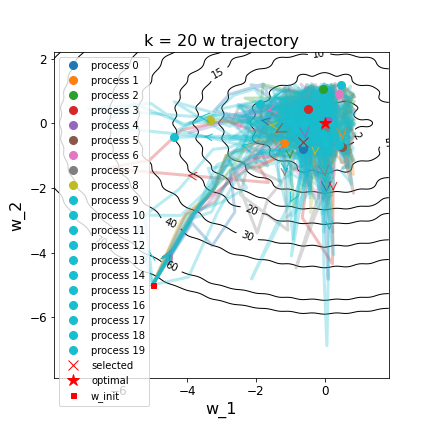 k = 20 w trajectory
process 0
process 1
process 2
process 3
process 4
process 5
process 6
process 7
process 8
process 9
process 10
process 11
process 12
process 13
process 14
process 15
process 16
process 17
process 18
process 19
selected
optimal
w_init
2
0
−2
−4
−6
w_2
−6
−4
−2
0
w_1
10
15
2
5
20
30
40
60